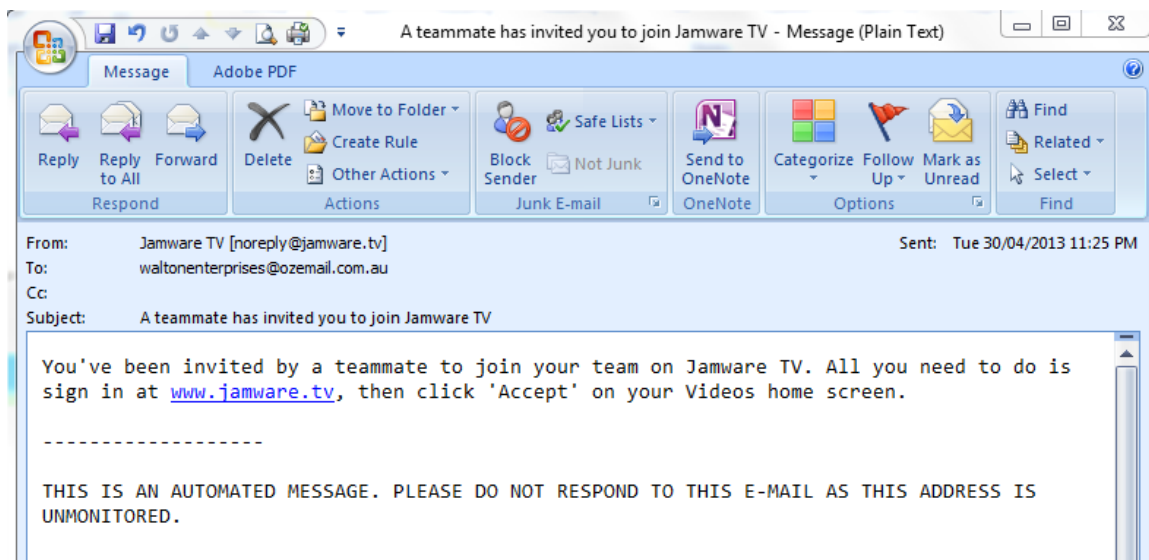 A teammate has invited you to join Jamware TV - Message (Plain Text)
Message Adobe PDF
Reply
Reply to All
Forward
Respond
Delete
Move to Folder
Create Rule
Other Actions
Actions
Block Sender
Safe Lists
Not Junk
Junk E-mail
Send to OneNote
OneNote
Categorize
Follow Up
Mark as Unread
Options
Find
Related
Select
Find
From: Jamware TV [noreply@jamware.tv] Sent: Tue 30/04/2013 11:25 PM
To: waltonenterprises@ozemail.com.au
Cc:
Subject: A teammate has invited you to join Jamware TV
You've been invited by a teammate to join your team on Jamware TV. All you need to do is
sign in at www.jamware.tv, then click 'Accept' on your Videos home screen.
-------------------
THIS IS AN AUTOMATED MESSAGE. PLEASE DO NOT RESPOND TO THIS E-MAIL AS THIS ADDRESS IS
UNMONITORED.